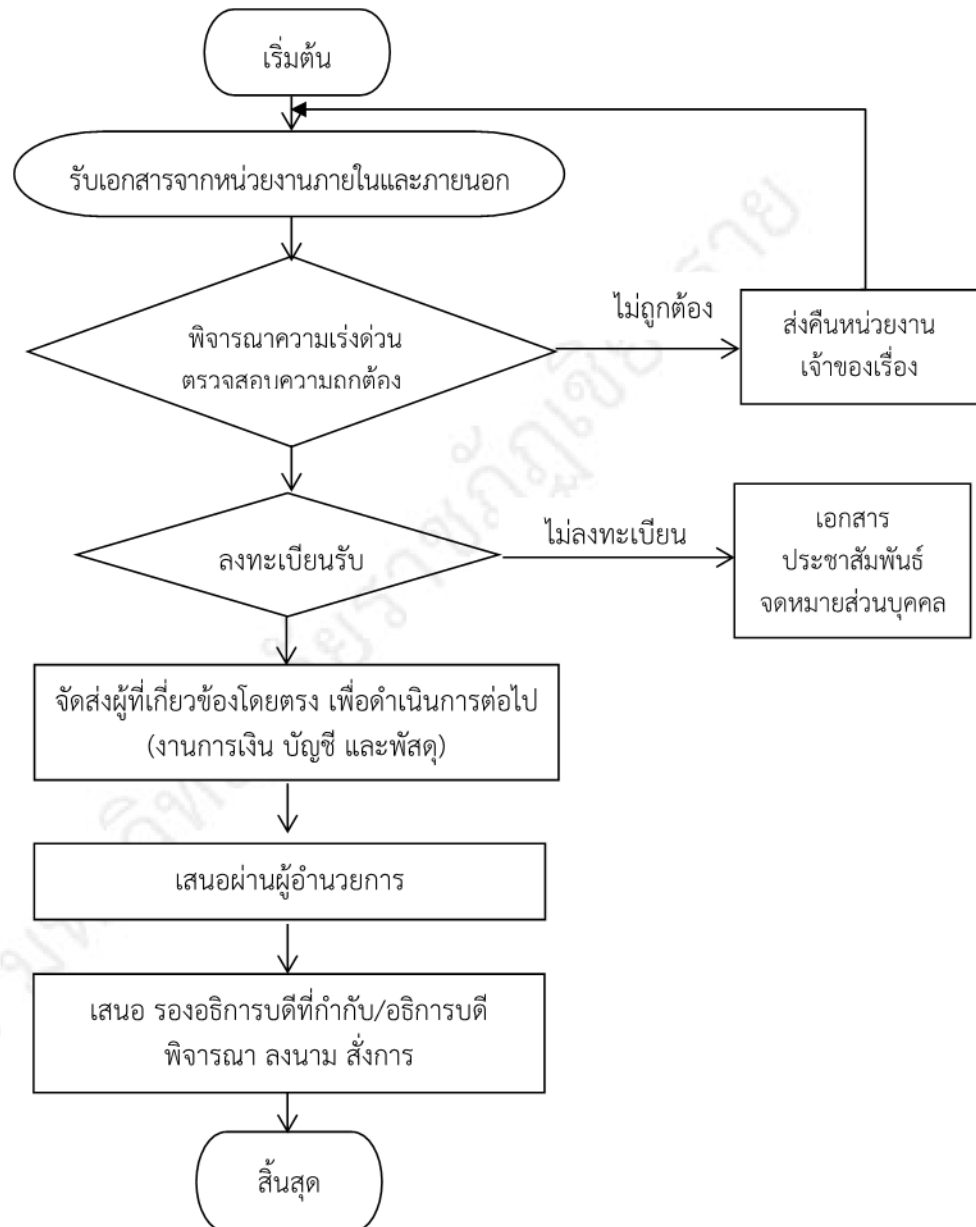 เริ่มต้น
รับเอกสารจากหน่วยงานภายในและภายนอก
พิจารณาความเร่งด่วน
ตรวจสอบความถกต้อง
ไม่ถูกต้อง
ส่งคืนหน่วยงาน
เจ้าของเรื่อง
ลงทะเบียนรับ
ไม่ลงทะเบียน
เอกสาร
ประชาสัมพันธ์
จดหมายส่วนบุคคล
จัดส่งผู้ที่เกี่ยวข้องโดยตรง เพื่อดำเนินการต่อไป
(งานการเงิน บัญชี และพัสดุ)
เสนอผ่านผู้อำนวยการ
เสนอ รองอธิการบดีที่กำกับ/อธิการบดี
พิจารณา ลงนาม สั่งการ
สิ้นสุด